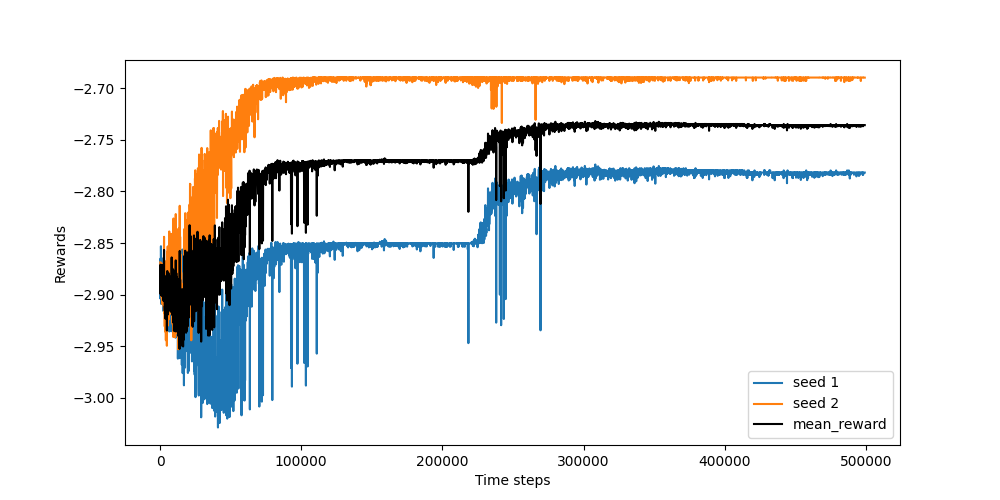 Rewards
−2.70
−2.75
−2.80
−2.85
−2.90
−2.95
−3.00
0
100000
200000
300000
400000
500000
Time steps
seed 1
seed 2
mean_reward